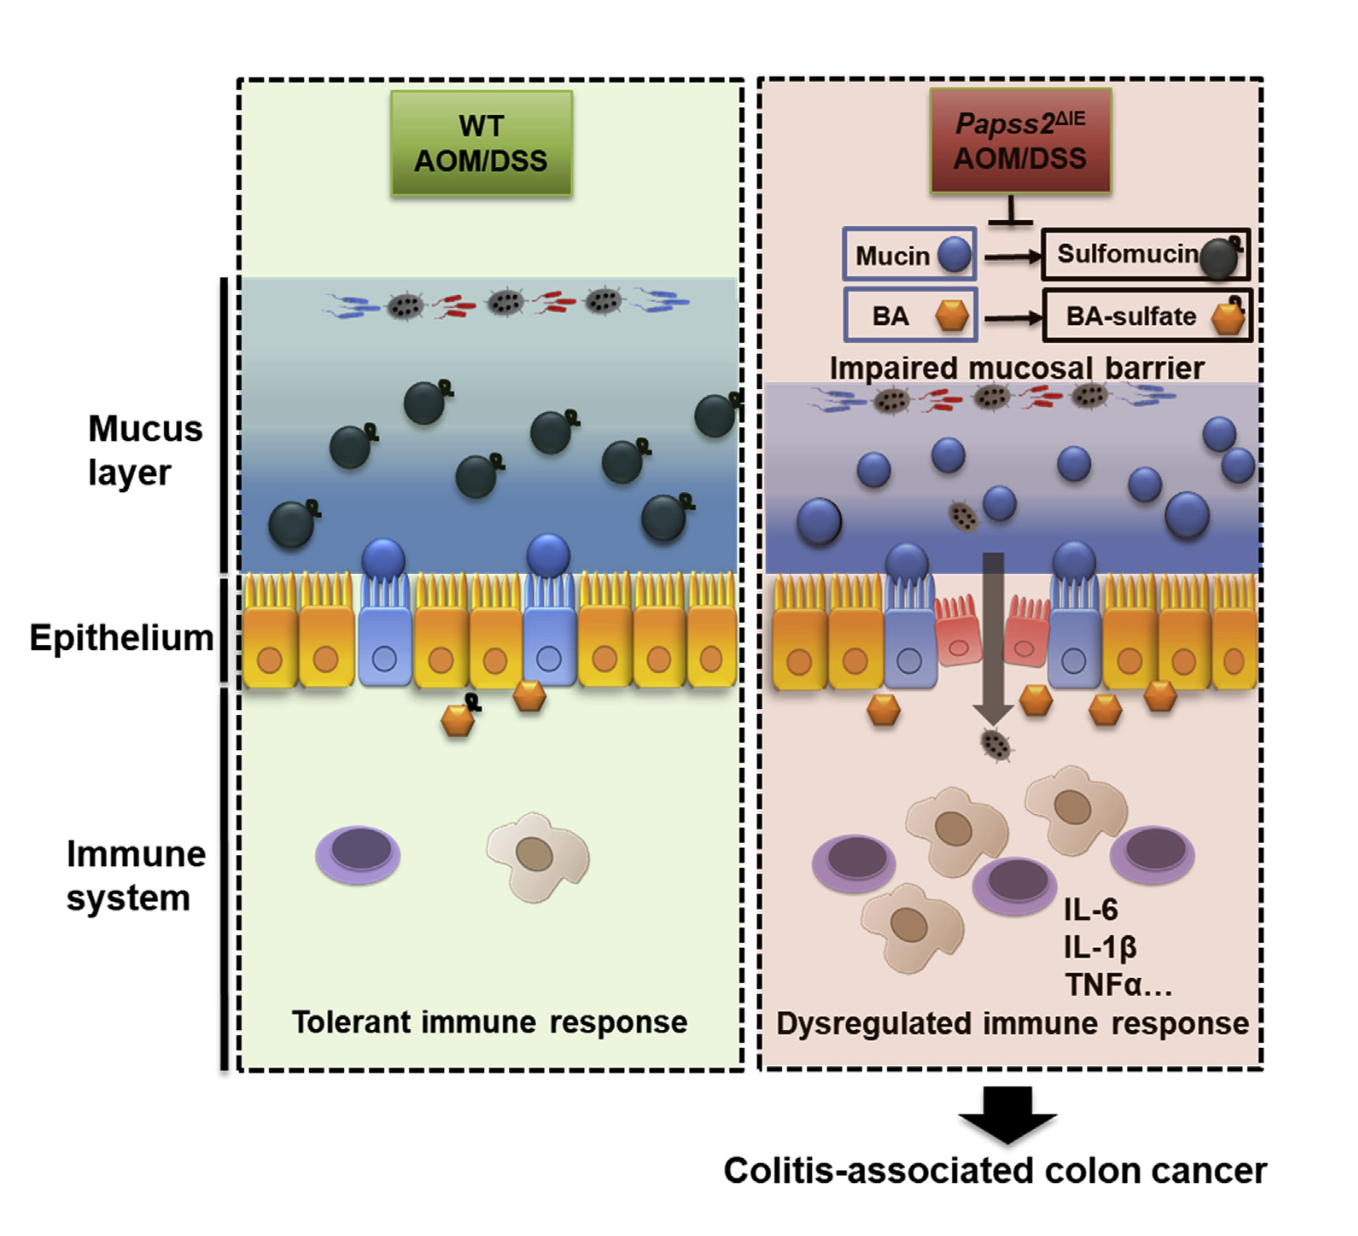 WT
AOM/DSS
Papss2ΔIE
AOM/DSS
Mucin
Sulfomucin
BA
BA-sulfate
Impaired mucosal barrier
Mucus
layer
Epithelium
Immune
system
IL-6
IL-1β
TNFα…
Tolerant immune response
Dysregulated immune response
Colitis-associated colon cancer